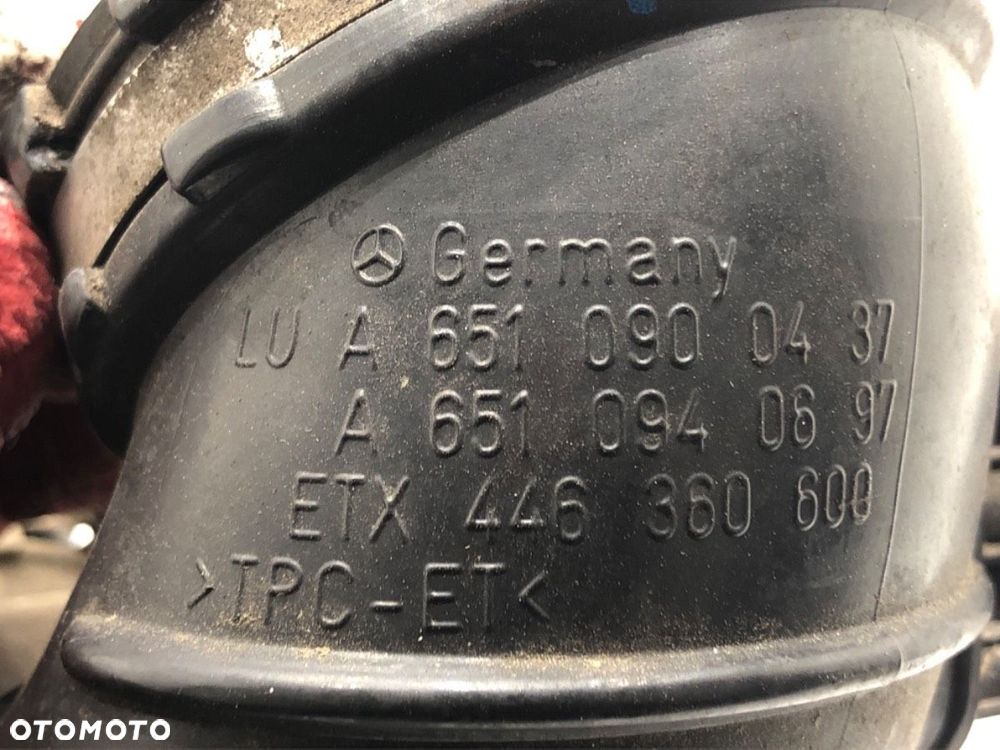 Germany
LU A 651 090 04 37
A 651 094 06 97
ETX 446 360 600
>TPC-ET<
OTOMOTO